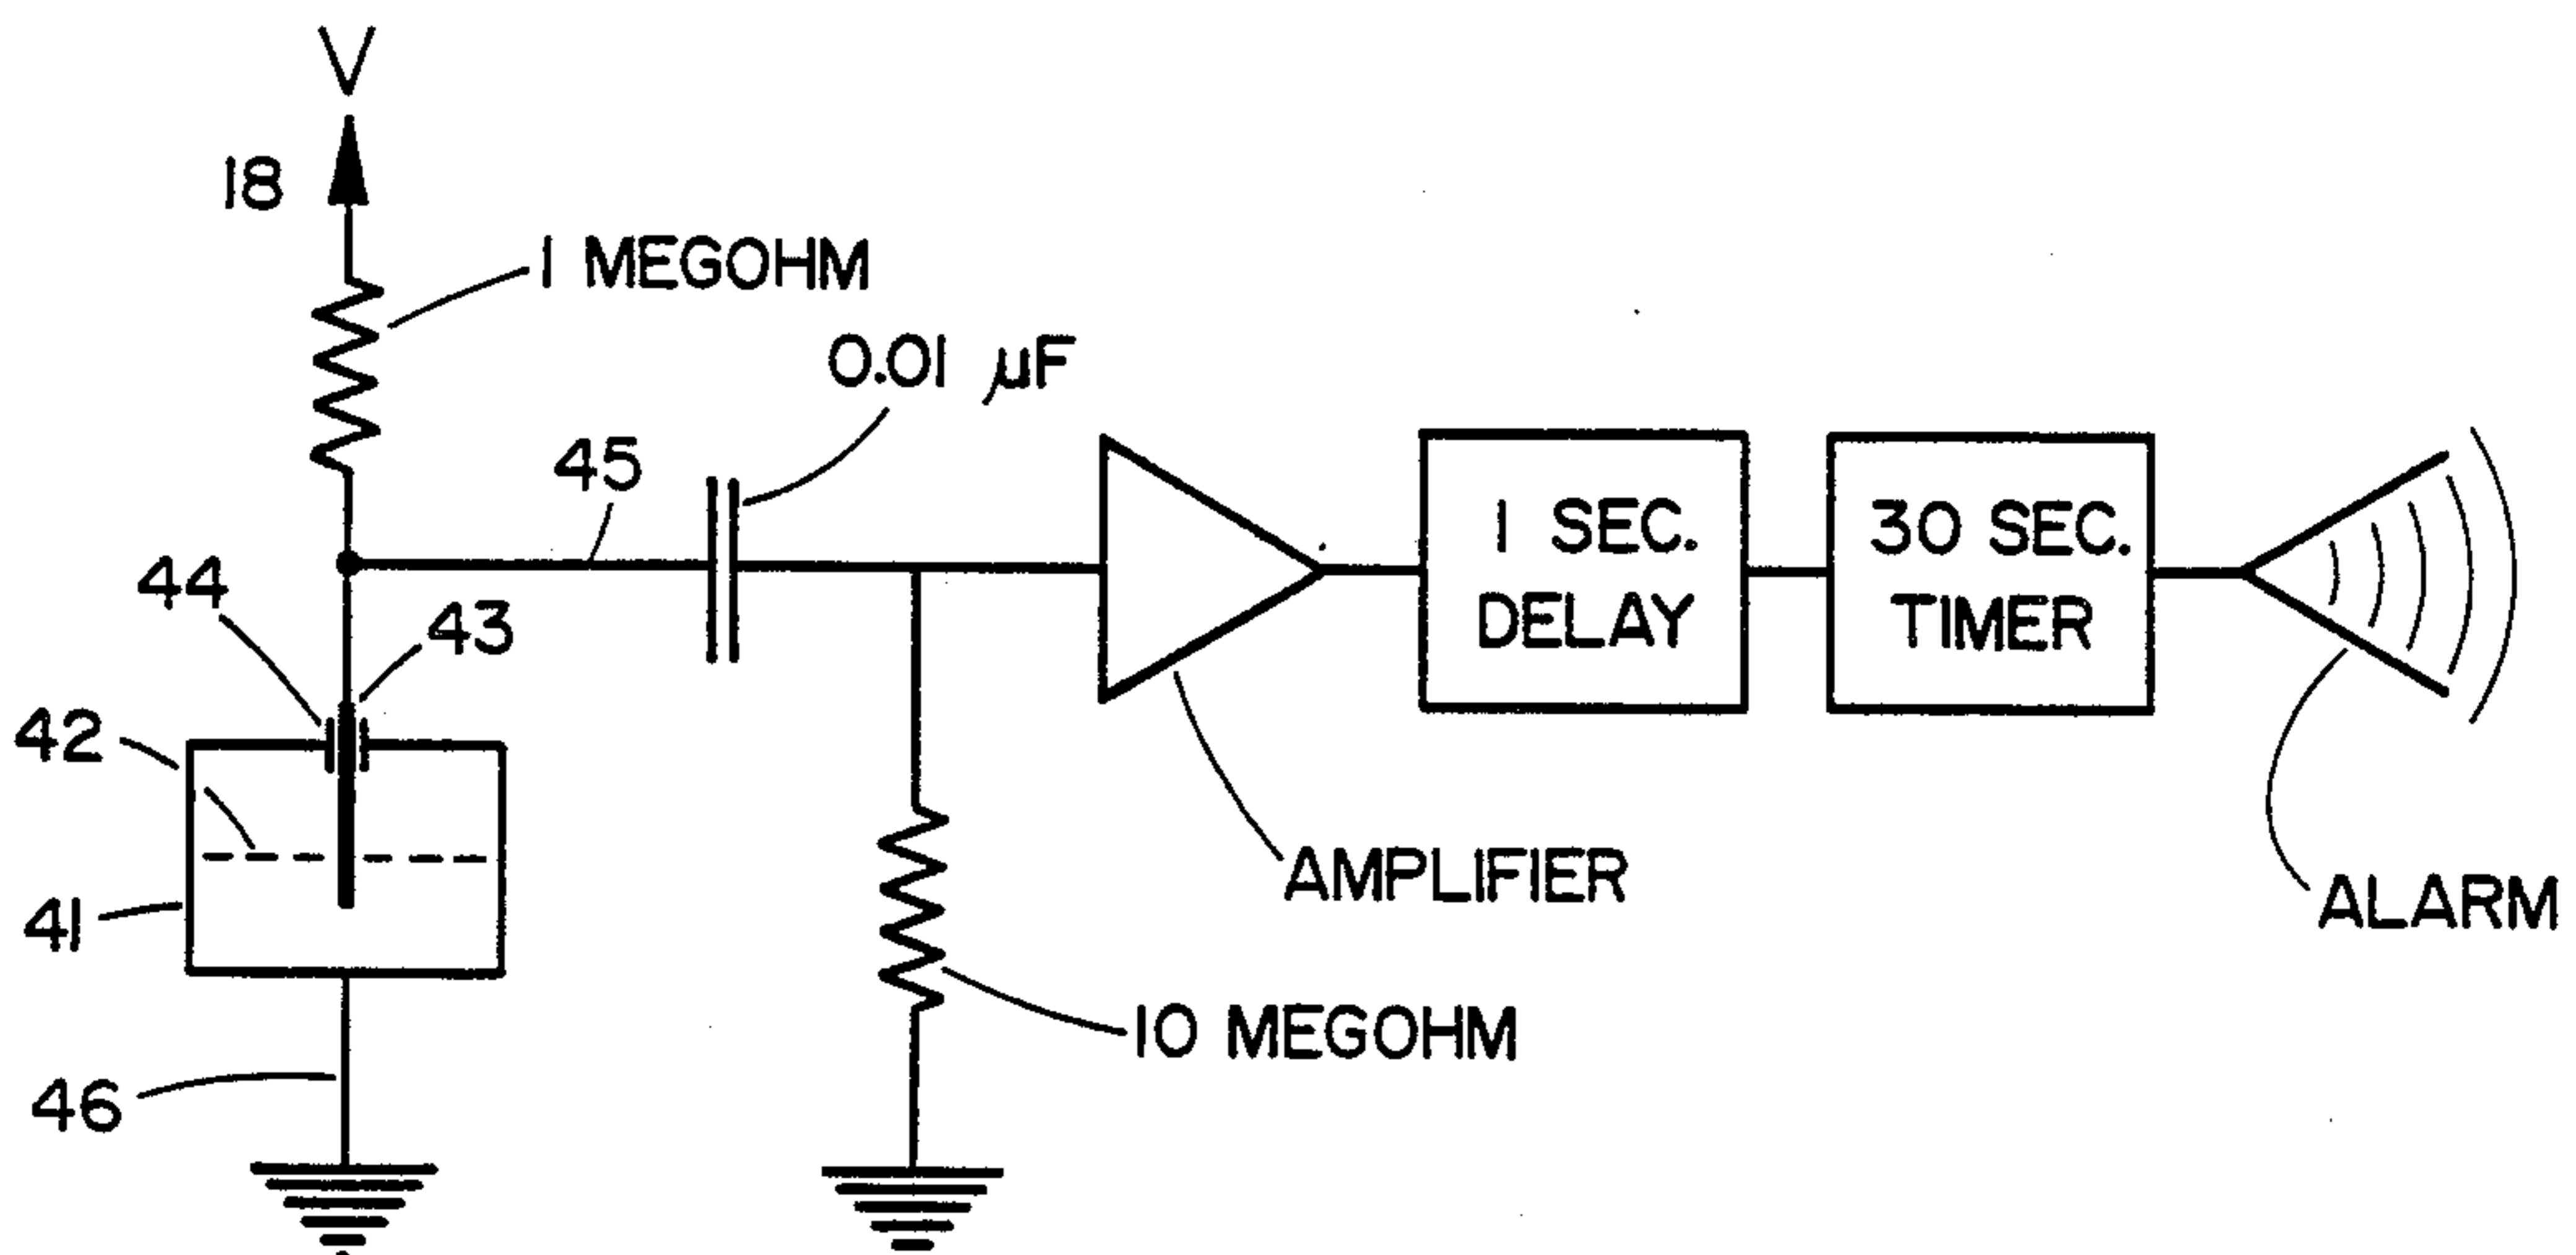 V
18
1 MEGOHM
0.01 µF
45
44
43
42
41
46
1 SEC.
DELAY
30 SEC.
TIMER
AMPLIFIER
ALARM
10 MEGOHM